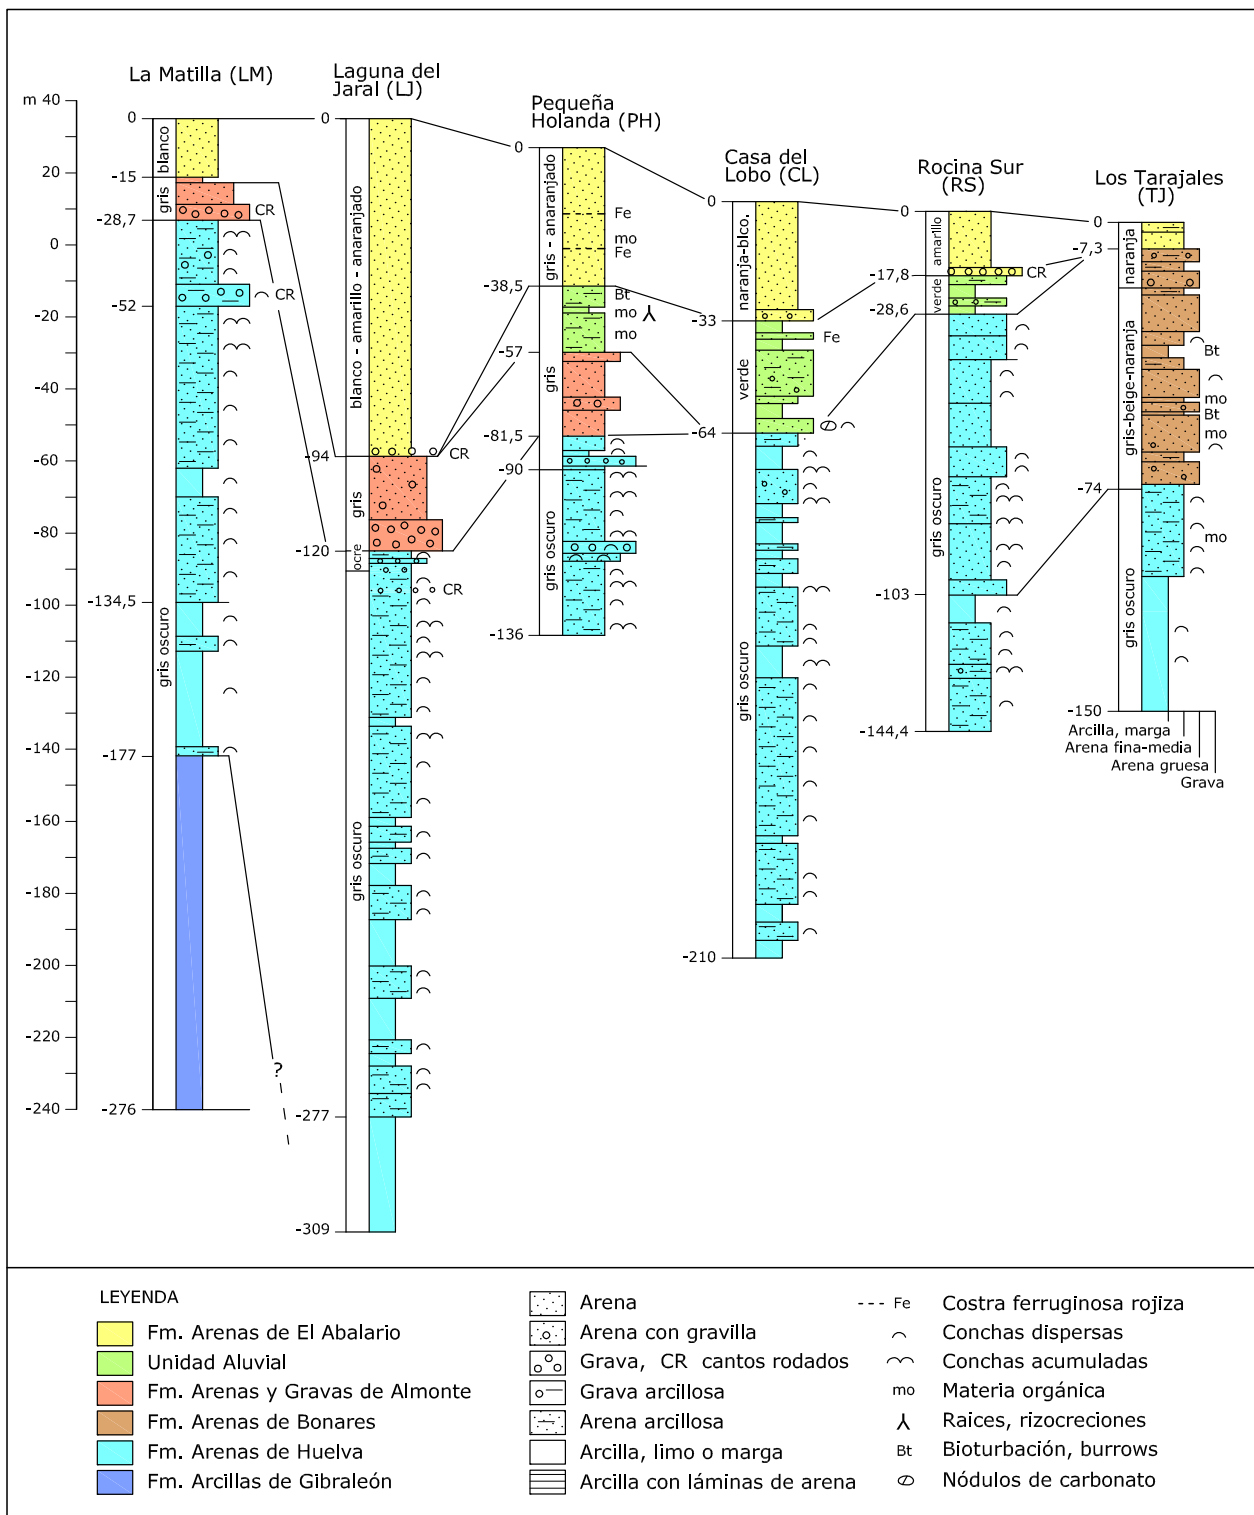 La Matilla (LM)
Laguna del
Jaral (LJ)
Pequeña
Holanda (PH)
Casa del
Lobo (CL)
Rocina Sur
(RS)
Los Tarajales
(TJ)
m 40
20
0
-20
-40
-60
-80
-100
-120
-140
-160
-180
-200
-220
-240
0
-15
-28,7
-52
-134,5
-177
-276
blanco
gris
gris oscuro
CR
CR
?
0
-94
-120
-277
-309
blanco - amarillo - anaranjado
gris
ocre
gris oscuro
CR
CR
0
-38,5
-57
-81,5
-90
-136
gris - anaranjado
gris
gris oscuro
Fe
mo
Fe
Bt
mo
mo
0
-33
-64
-210
naranja-blco.
verde
gris oscuro
Fe
0
-17,8
-28,6
-103
-144,4
amarillo
verde
gris oscuro
CR
0
-7,3
-74
-150
naranja
gris-beige-naranja
gris oscuro
Bt
mo
Bt
mo
mo
Arcilla, marga
Arena fina-media
Arena gruesa
Grava
LEYENDA
Fm. Arenas de El Abalario
Unidad Aluvial
Fm. Arenas y Gravas de Almonte
Fm. Arenas de Bonares
Fm. Arenas de Huelva
Fm. Arcillas de Gibraleón
Arena
Arena con gravilla
Grava, CR cantos rodados
Grava arcillosa
Arena arcillosa
Arcilla, limo o marga
Arcilla con láminas de arena
Fe Costra ferruginosa rojiza
Conchas dispersas
Conchas acumuladas
mo Materia orgánica
Raices, rizocreciones
Bt Bioturbación, burrows
Nódulos de carbonato